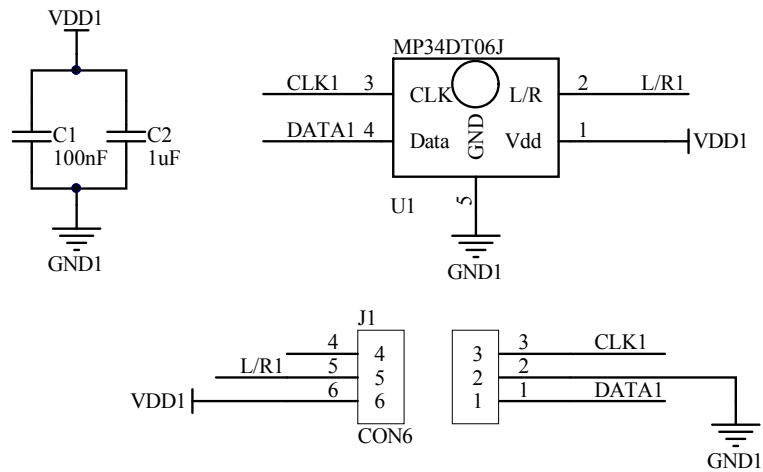 VDD1
C1
100nF
C2
1uF
GND1
MP34DT06J
CLK1 3 CLK L/R 2 L/R1
DATA1 4 Data GND Vdd 1 VDD1
U1
5
GND1
J1
4 4
L/R1 5 5
VDD1 6 6
CON6
3 3 CLK1
2 2
1 1 DATA1
GND1